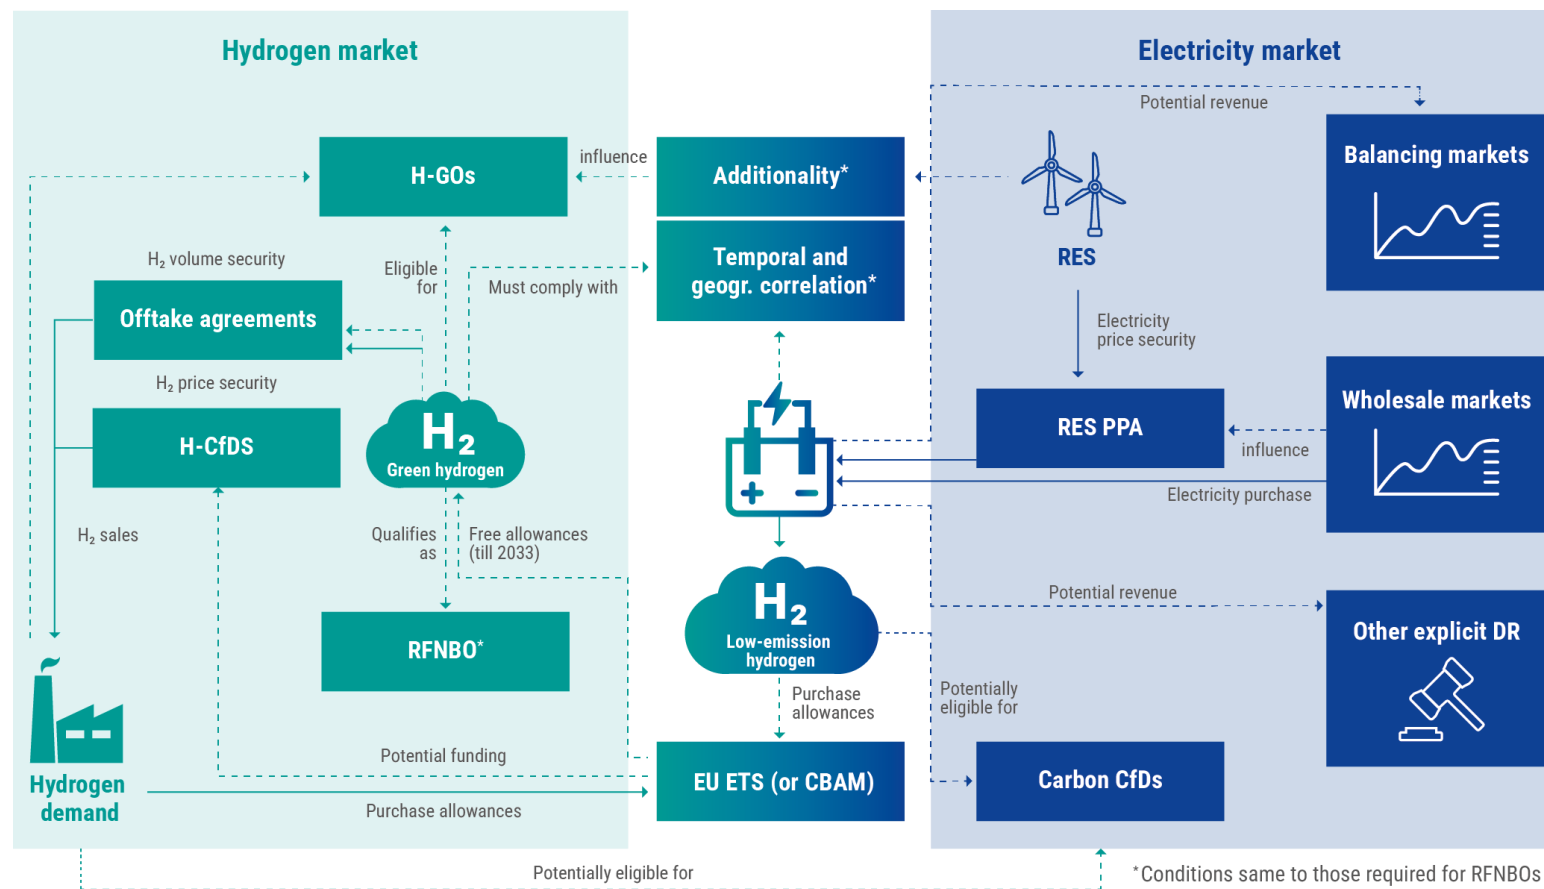 Hydrogen market
Electricity market
Potential revenue
H-GOs
influence
Additionality*
Balancing markets
Temporal and
geogr. correlation*
RES
H₂ volume security
Eligible
for
Must comply with
Offtake agreements
Electricity
price security
H₂ price security
H-CfDS
H₂
Green hydrogen
RES PPA
Wholesale markets
influence
Electricity purchase
+ −
H₂ sales
Qualifies
as
Free allowances
(till 2033)
H₂
Low-emission
hydrogen
Potential revenue
Other explicit DR
RFNBO*
Purchase
allowances
Potentially
eligible for
Potential funding
Hydrogen
demand
Purchase allowances
EU ETS (or CBAM)
Carbon CfDs
Potentially eligible for
*Conditions same to those required for RFNBOs